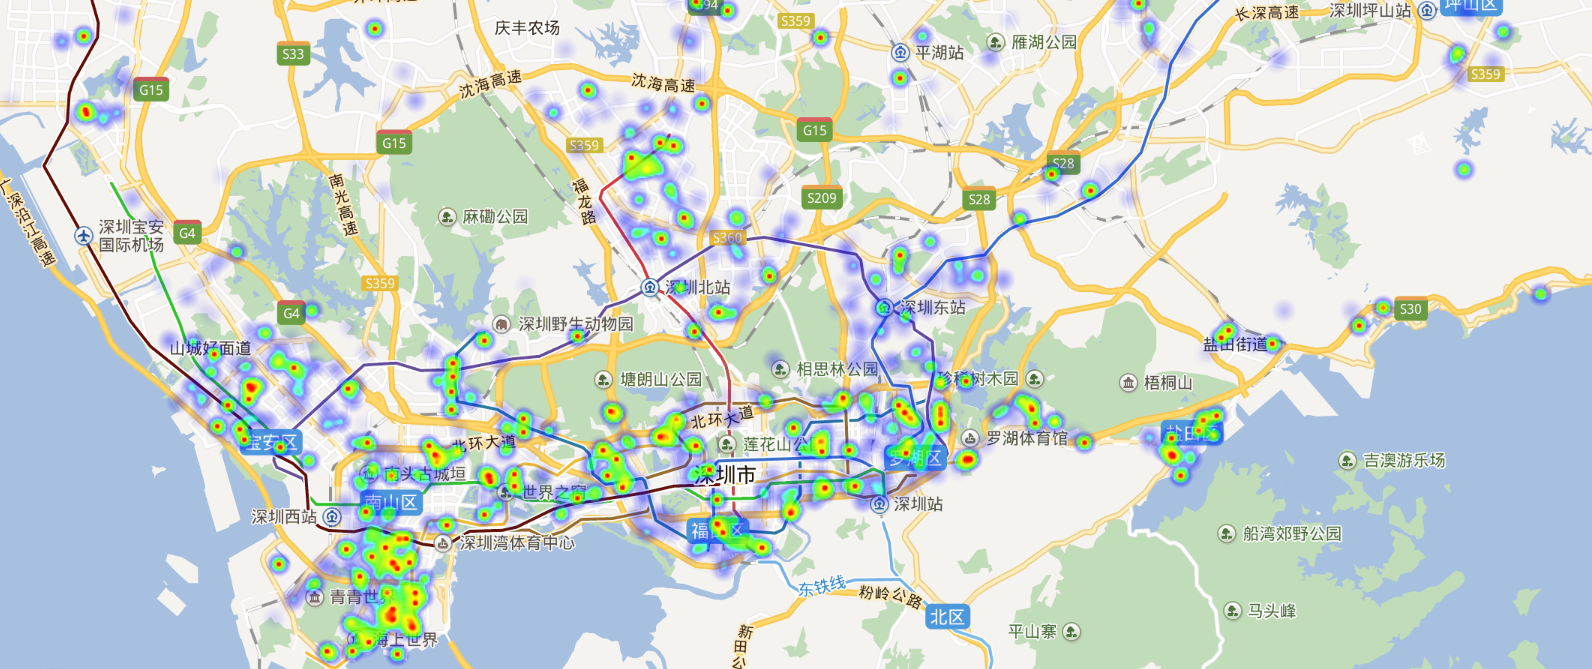 G94
S359
长深高速
深圳坪山站
坪山区
庆丰农场
S33
平湖站
雁湖公园
S359
沈海高速
沈海高速
G15
G15
G15
S359
S28
广深沿江高速
南光高速
福龙路
S209
S28
麻磡公园
深圳宝安
国际机场
G4
S360
S359
深圳北站
G4
深圳东站
S30
深圳野生动物园
山城好面道
盐田街道
塘朗山公园
相思林公园
珍稀树木园
梧桐山
北环大道
北环大道
莲花山公
罗湖体育馆
盐田区
宝安区
罗湖区
吉澳游乐场
南头古城垣
深圳市
世界之窗
南山区
深圳站
深圳西站
福田区
船湾郊野公园
深圳湾体育中心
东铁线
粉岭公路
青青世
北区
马头峰
平山寨
新田公
海上世界